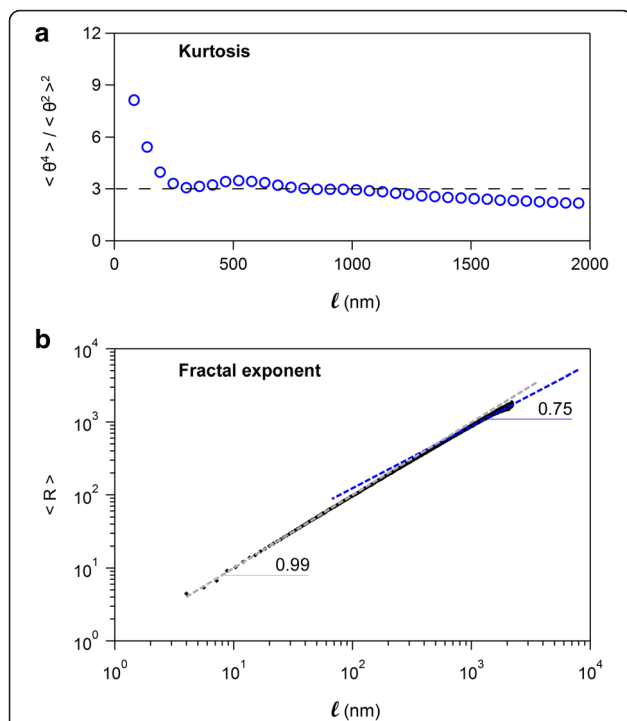 a
Kurtosis
12
9
6
3
0
< θ⁴ > / < θ² >²
0 500 1000 1500 2000
ℓ (nm)
b
Fractal exponent
10⁴
10³
10²
10¹
10⁰
< R >
0.75
0.99
10⁰ 10¹ 10² 10³ 10⁴
ℓ (nm)